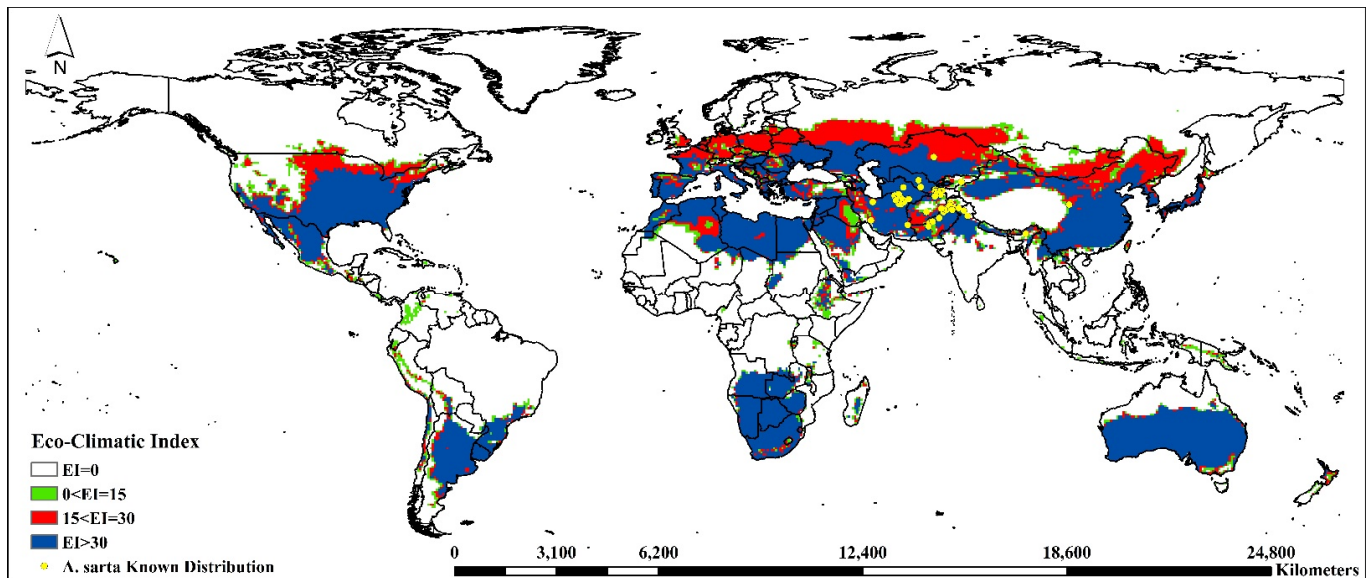 N
Eco-Climatic Index
EI=0
0<EI=15
15<EI=30
EI>30
A. sarta Known Distribution
0 3,100 6,200 12,400 18,600 24,800
Kilometers